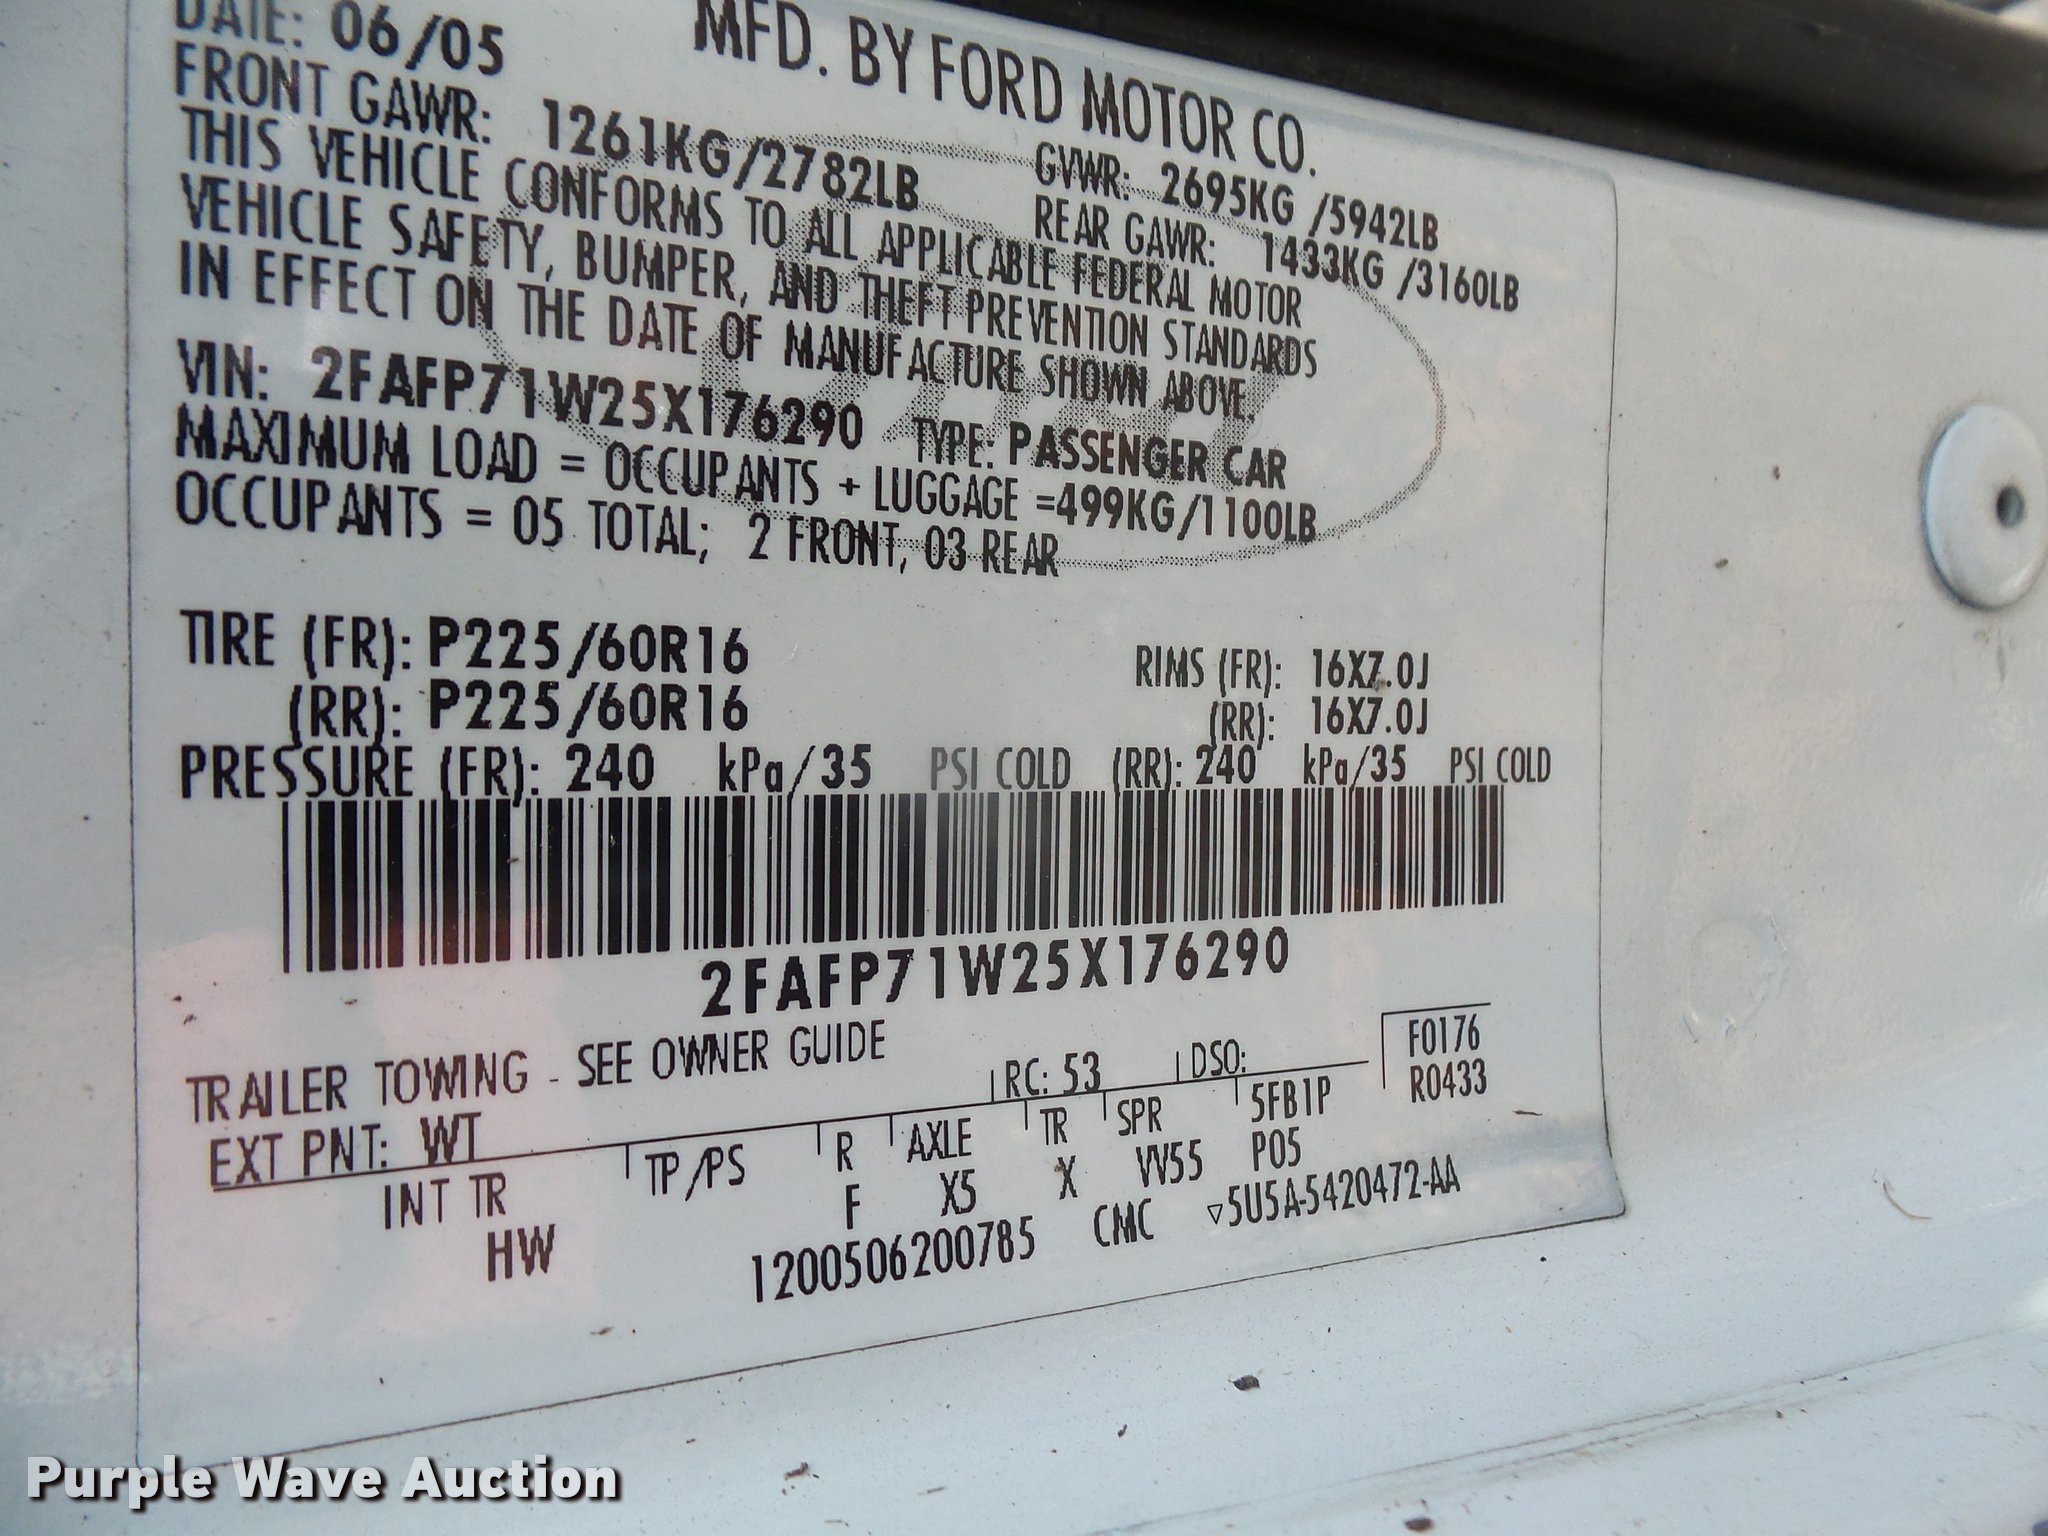 DATE: 06/05
MFD. BY FORD MOTOR CO.
FRONT GAWR: 1261KG/2782LB
GVWR: 2695KG /5942LB
REAR GAWR: 1433KG /3160LB
THIS VEHICLE CONFORMS TO ALL APPLICABLE FEDERAL MOTOR
VEHICLE SAFETY, BUMPER, AND THEFT PREVENTION STANDARDS
IN EFFECT ON THE DATE OF MANUFACTURE SHOWN ABOVE.
VIN: 2FAFP71W25X176290 TYPE: PASSENGER CAR
MAXIMUM LOAD = OCCUPANTS + LUGGAGE =499KG/1100LB
OCCUPANTS = 05 TOTAL; 2 FRONT, 03 REAR
TIRE (FR): P225/60R16 RIMS (FR): 16X7.0J
(RR): P225/60R16 (RR): 16X7.0J
PRESSURE (FR): 240 kPa/35 PSI COLD (RR): 240 kPa/35 PSI COLD
2FAFP71W25X176290
TRAILER TOWING - SEE OWNER GUIDE
EXT PNT: WT RC: 53 DSO: F0176
R0433
INT TR TP/PS R AXLE TR SPR 5FB1P
HW F X5 X VV55 P05
1200506200785 CMC ▽5U5A-5420472-AA
Purple Wave Auction